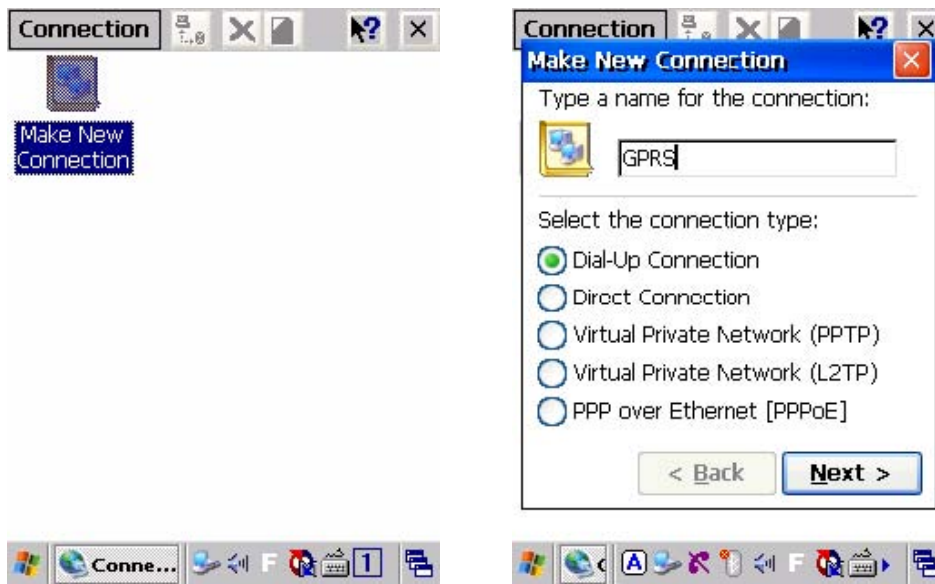 Connection
Make New
Connection
Conne...
F
1
Connection
Make New Connection
Type a name for the connection:
GPRS
Select the connection type:
Dial-Up Connection
Direct Connection
Virtual Private Network (PPTP)
Virtual Private Network (L2TP)
PPP over Ethernet [PPPoE]
< Back
Next >
A
F